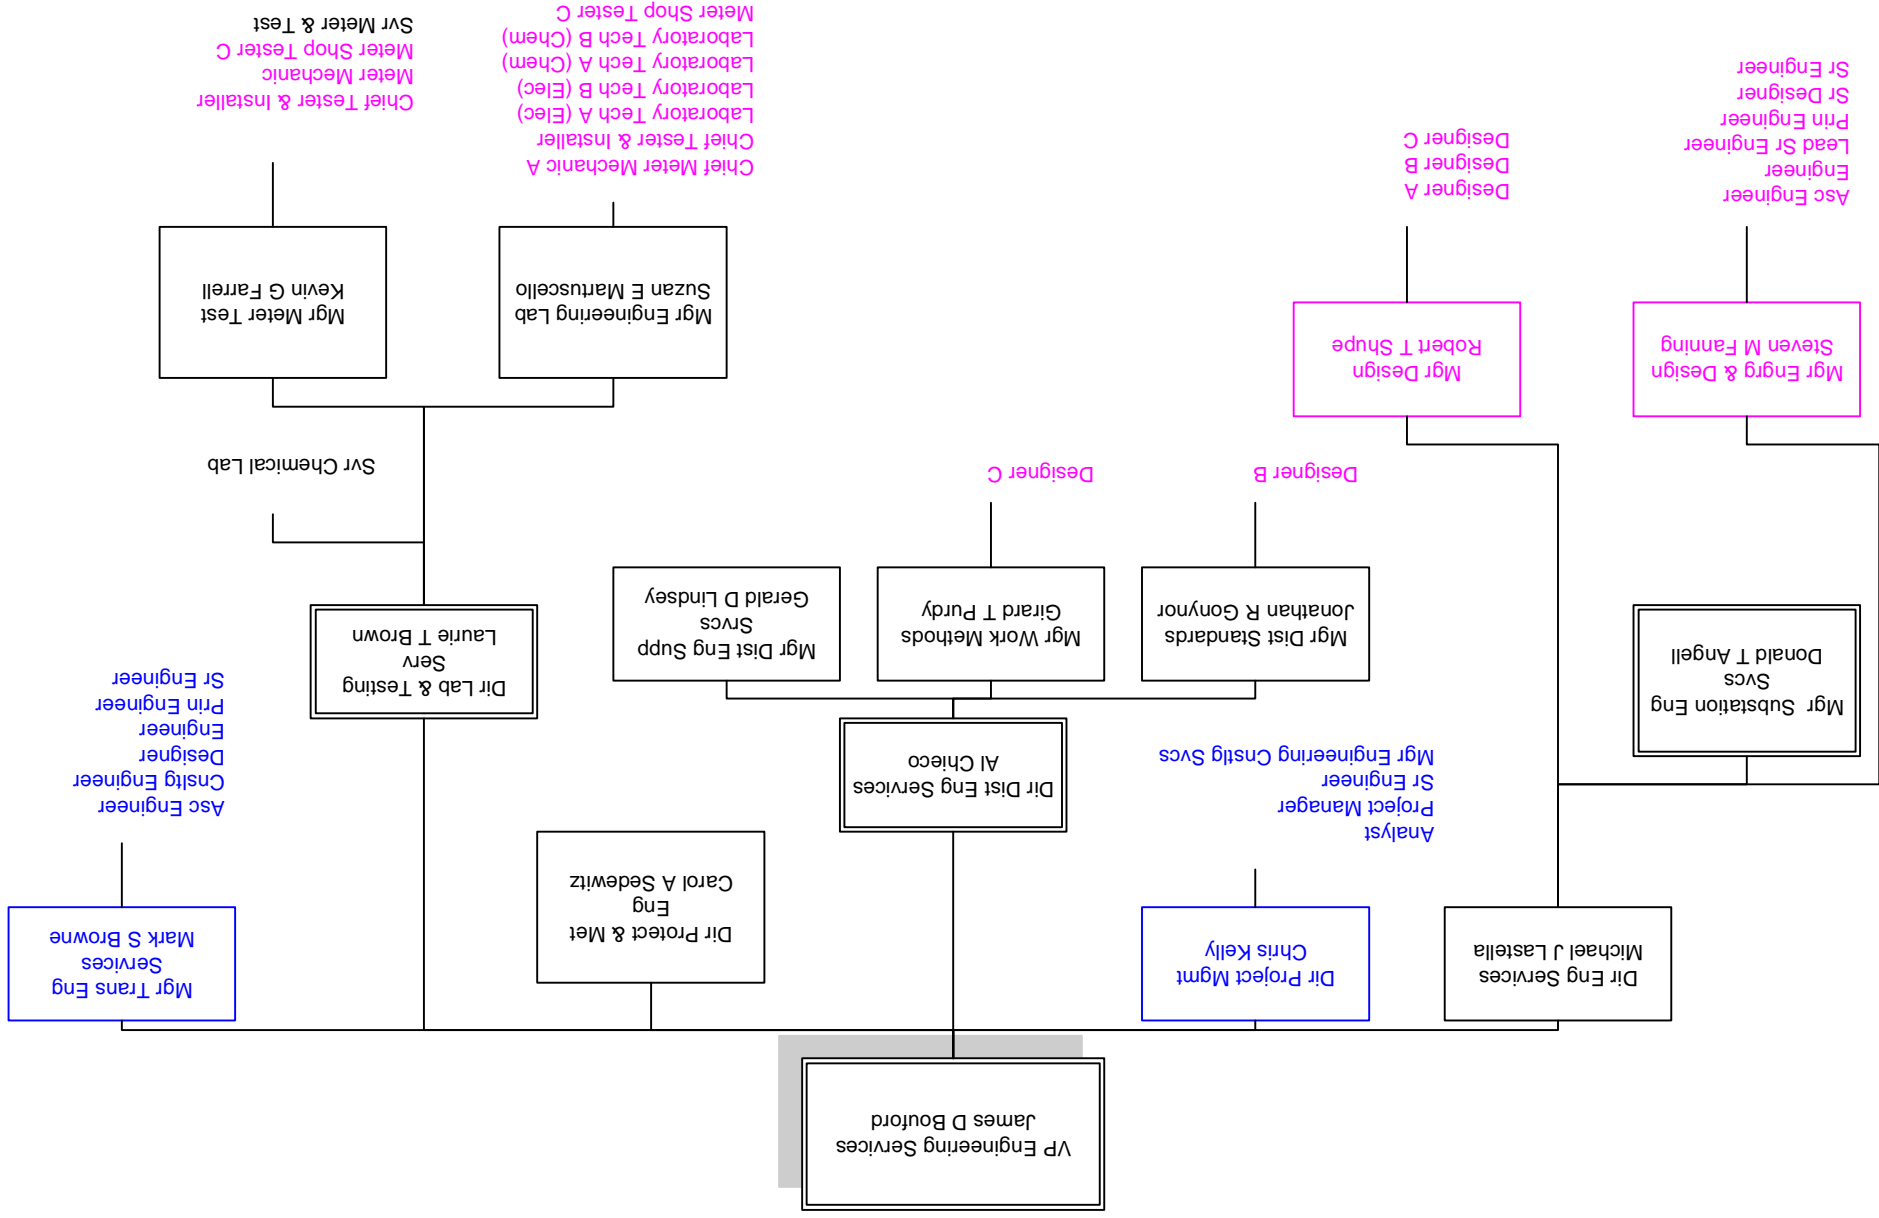 VP Engineering Services
James D Bouford
Dir Eng Services
Michael J Lastella
Dir Project Mgmt
Chris Kelly
Dir Protect & Met
Eng
Carol A Sedewitz
Mgr Trans Eng
Services
Mark S Browne
Analyst
Project Manager
Sr Engineer
Mgr Engineering Cnstlg Svcs
Asc Engineer
Cnsltg Engineer
Designer
Engineer
Prin Engineer
Sr Engineer
Dir Dist Eng Services
Al Chieco
Mgr  Substation Eng
Svcs
Donald T Angell
Dir Lab & Testing
Serv
Laurie T Brown
Mgr Dist Standards
Jonathan R Gonynor
Mgr Work Methods
Girard T Purdy
Mgr Dist Eng Supp
Srvcs
Gerald D Lindsey
Designer B
Designer C
Svr Chemical Lab
Mgr Engrg & Design
Steven M Fanning
Mgr Design
Robert T Shupe
Mgr Engineering Lab
Suzan E Martuscello
Mgr Meter Test
Kevin G Farrell
Asc Engineer
Engineer
Lead Sr Engineer
Prin Engineer
Sr Designer
Sr Engineer
Designer A
Designer B
Designer C
Chief Meter Mechanic A
Chief Tester & Installer
Laboratory Tech A (Elec)
Laboratory Tech B (Elec)
Laboratory Tech A (Chem)
Laboratory Tech B (Chem)
Meter Shop Tester C
Chief Tester & Installer
Meter Mechanic
Meter Shop Tester C
Svr Meter & Test